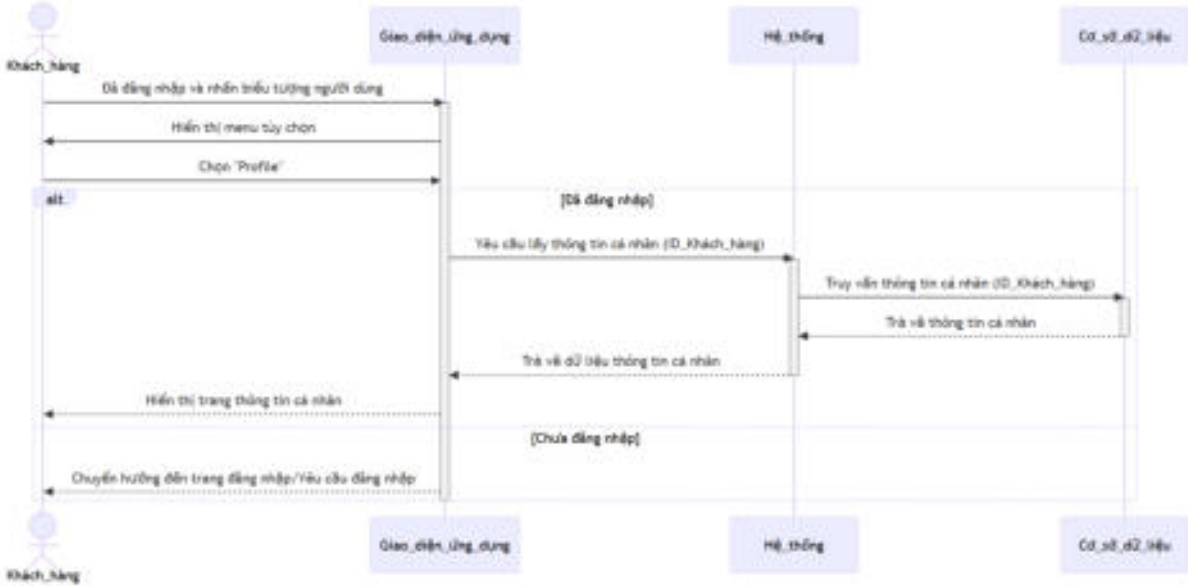 Giao_diện_ứng_dụng
Hệ_thống
Cơ_sở_dữ_liệu
Khách_hàng
Đã đăng nhập và nhấn biểu tượng người dùng
Hiển thị menu tùy chọn
Chọn "Profile"
alt
[Đã đăng nhập]
Yêu cầu lấy thông tin cá nhân (ID_Khách_hàng)
Truy vấn thông tin cá nhân (ID_Khách_hàng)
Trả về thông tin cá nhân
Trả về dữ liệu thông tin cá nhân
Hiển thị trang thông tin cá nhân
[Chưa đăng nhập]
Chuyển hướng đến trang đăng nhập/Yêu cầu đăng nhập
Giao_diện_ứng_dụng
Hệ_thống
Cơ_sở_dữ_liệu
Khách_hàng